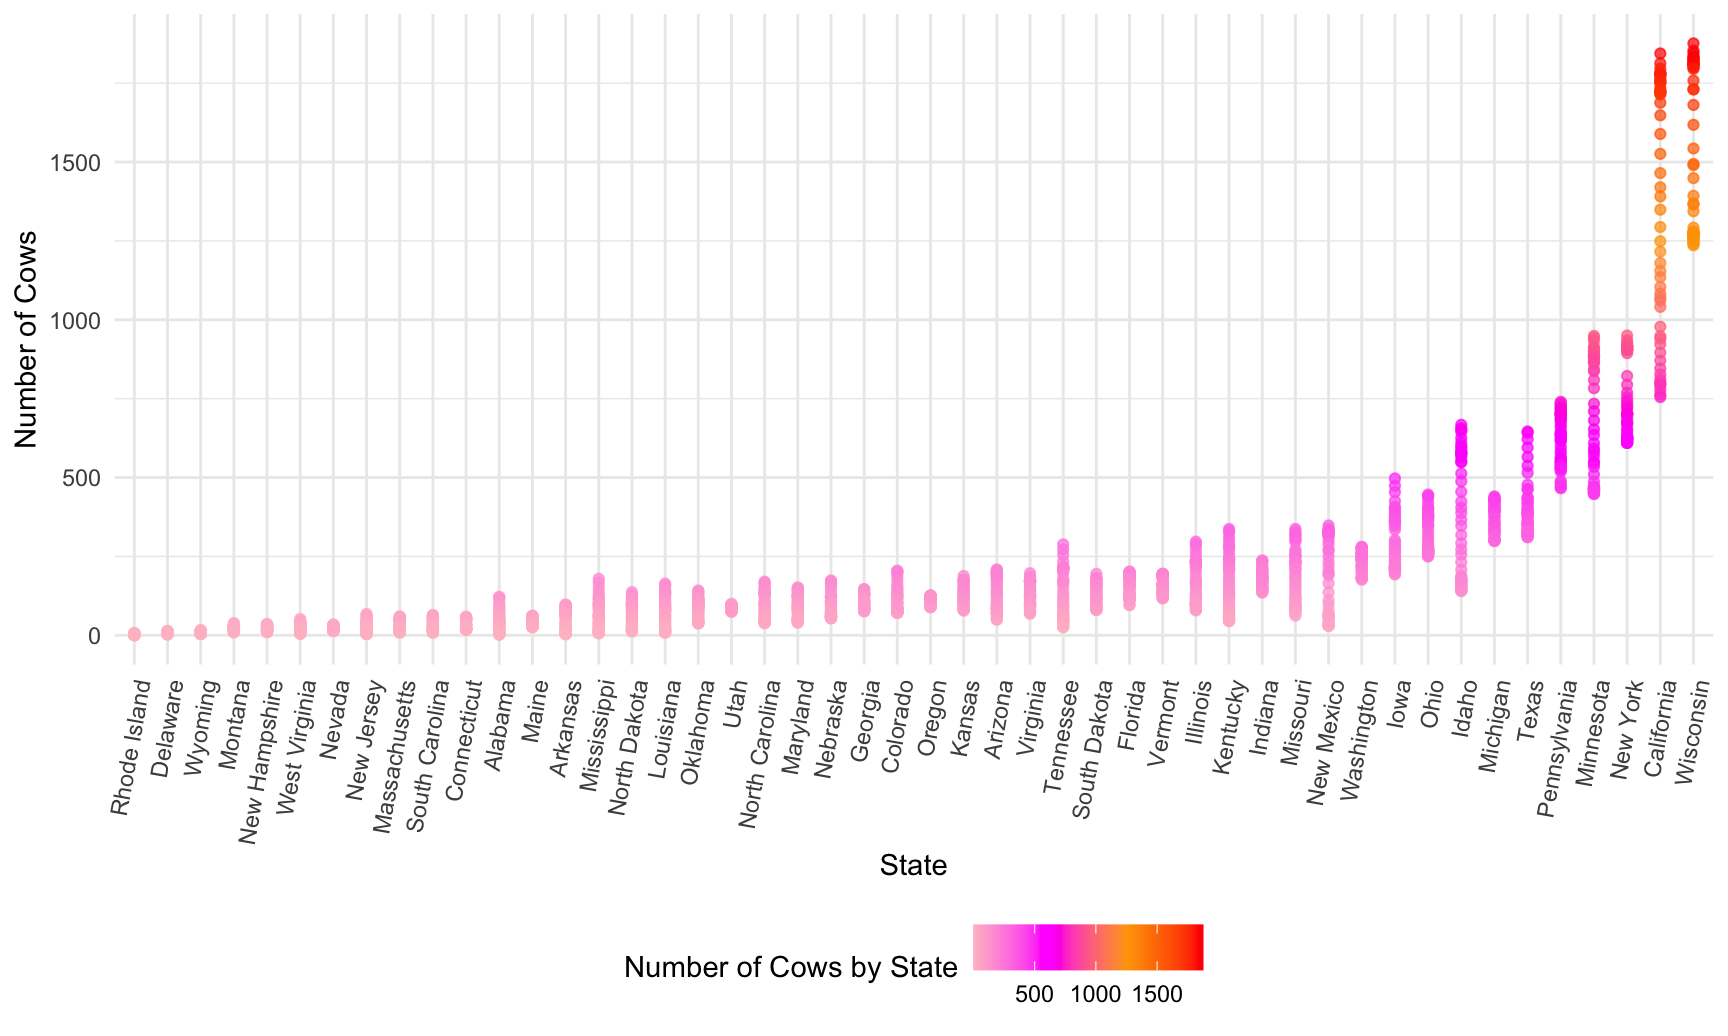 Number of Cows
1500
1000
500
0
Rhode Island
Delaware
Wyoming
Montana
New Hampshire
West Virginia
Nevada
New Jersey
Massachusetts
South Carolina
Connecticut
Alabama
Maine
Arkansas
Mississippi
North Dakota
Louisiana
Oklahoma
Utah
North Carolina
Maryland
Nebraska
Georgia
Colorado
Oregon
Kansas
Arizona
Virginia
Tennessee
South Dakota
Florida
Vermont
Illinois
Kentucky
Indiana
Missouri
New Mexico
Washington
Iowa
Ohio
Idaho
Michigan
Texas
Pennsylvania
Minnesota
New York
California
Wisconsin
State
Number of Cows by State
500 1000 1500